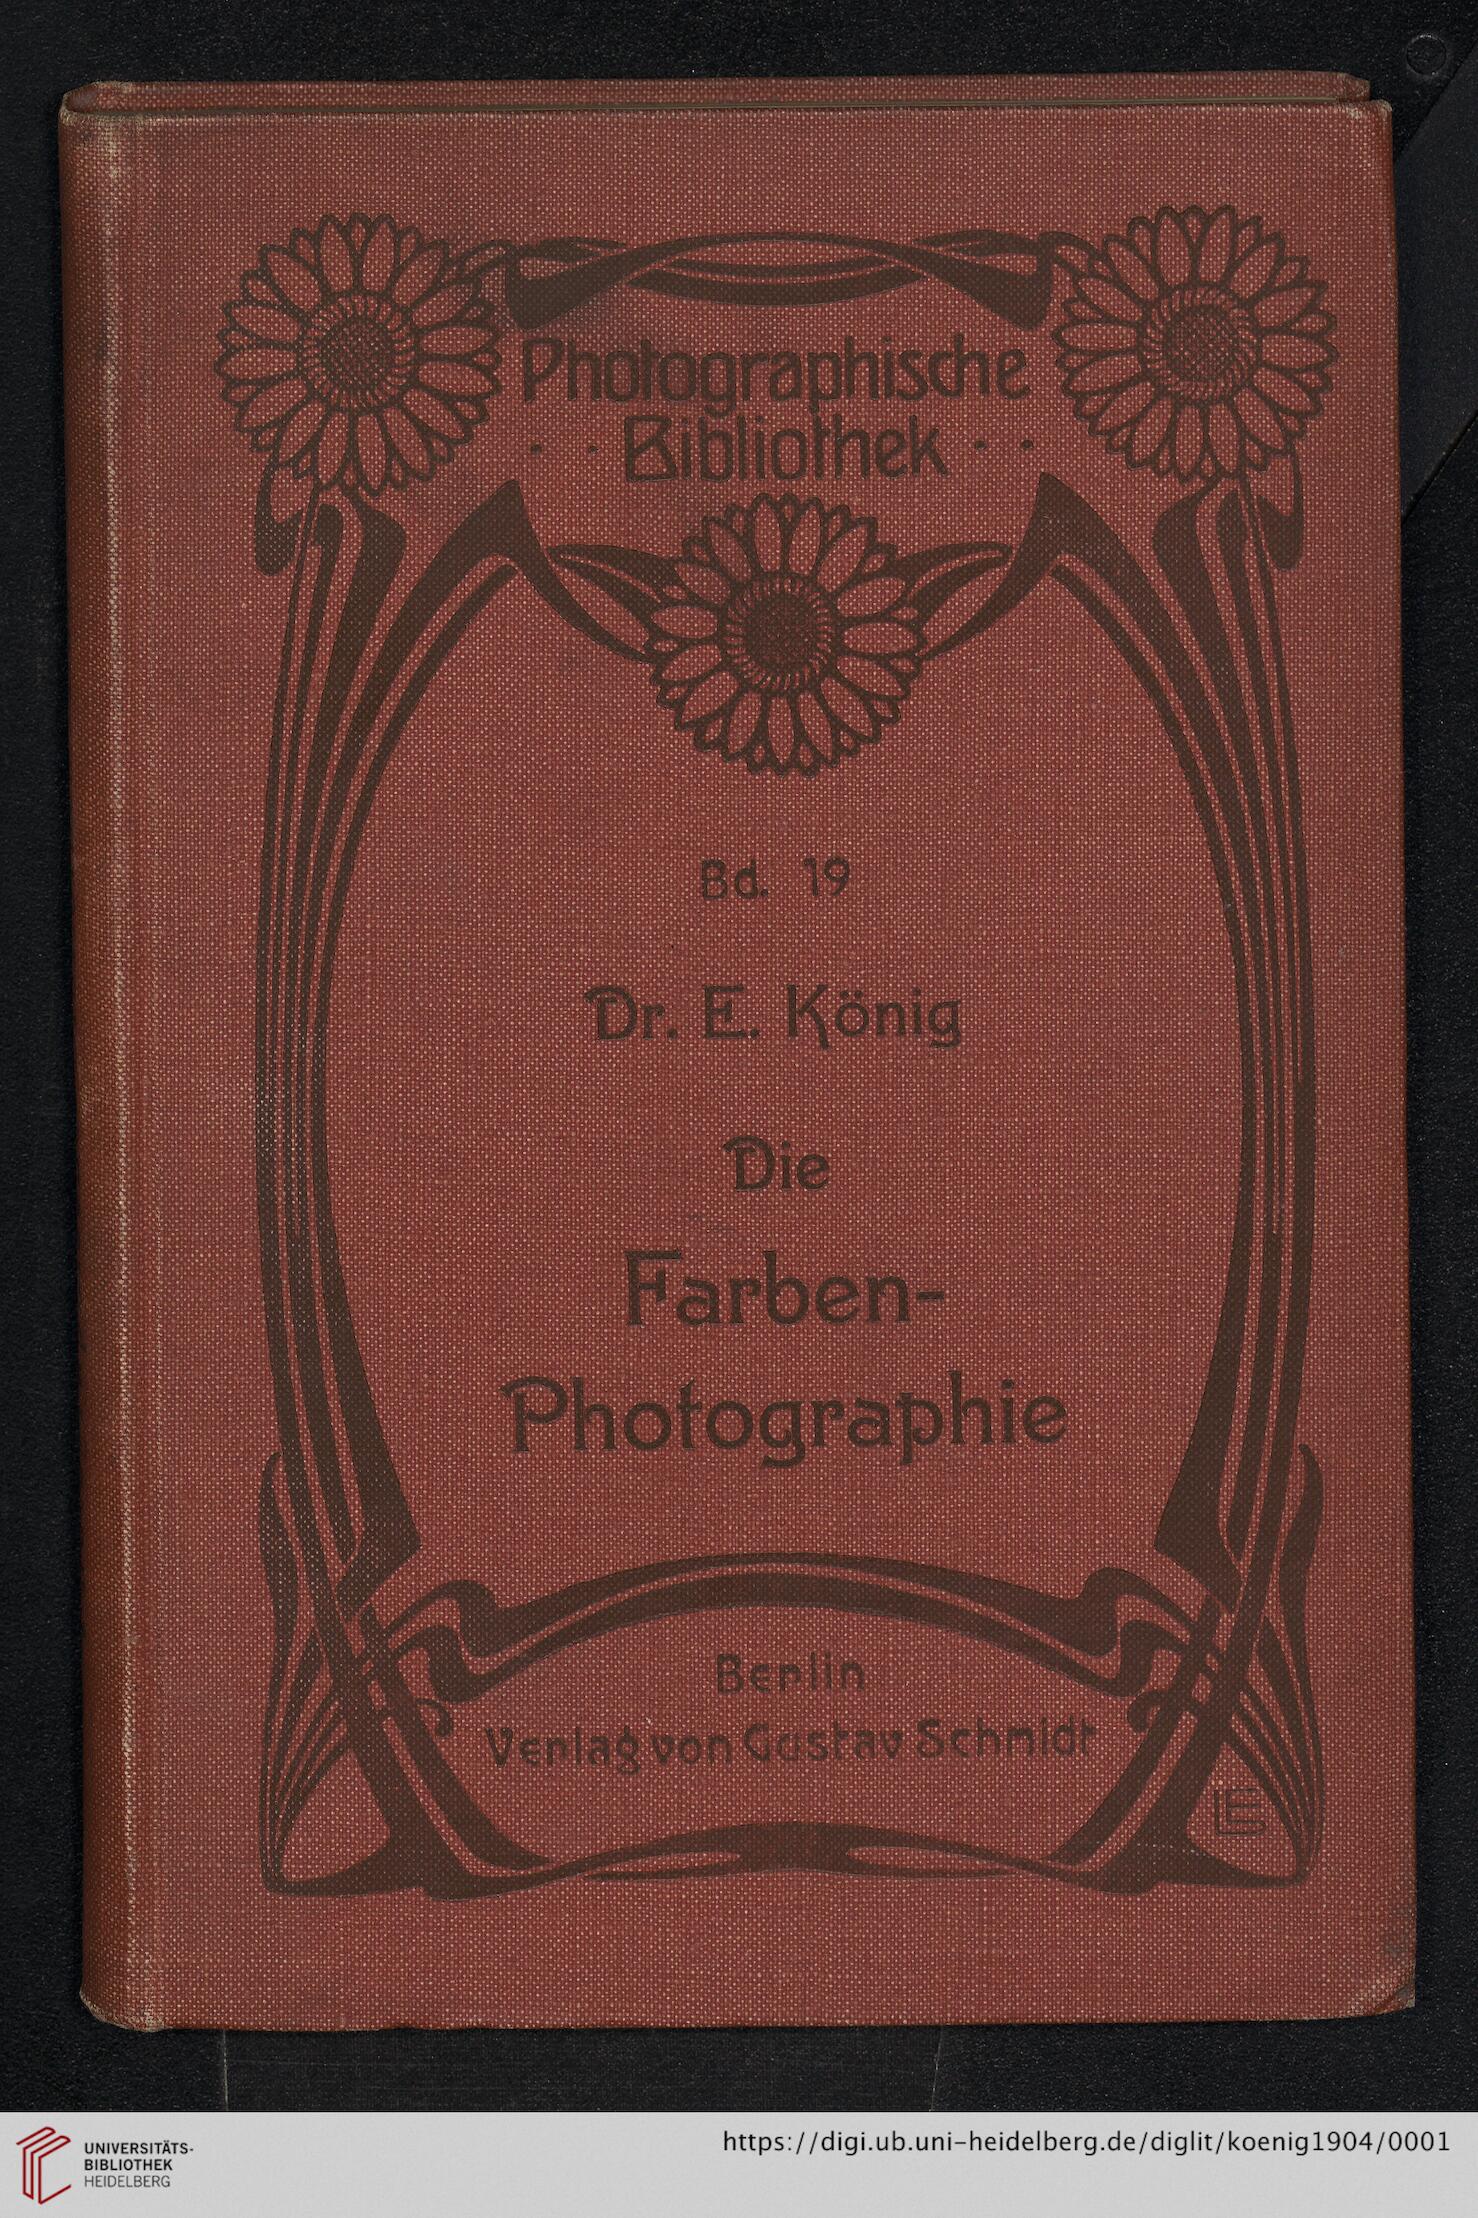 Photographische
· · Bibliothek · ·
Bd. 19
Dr. E. König
Die
Farben-
Photographie
Berlin
Verlag von Gustav Schmidt
LE
UNIVERSITÄTS-
BIBLIOTHEK
HEIDELBERG
https://digi.ub.uni-heidelberg.de/diglit/koenig1904/0001